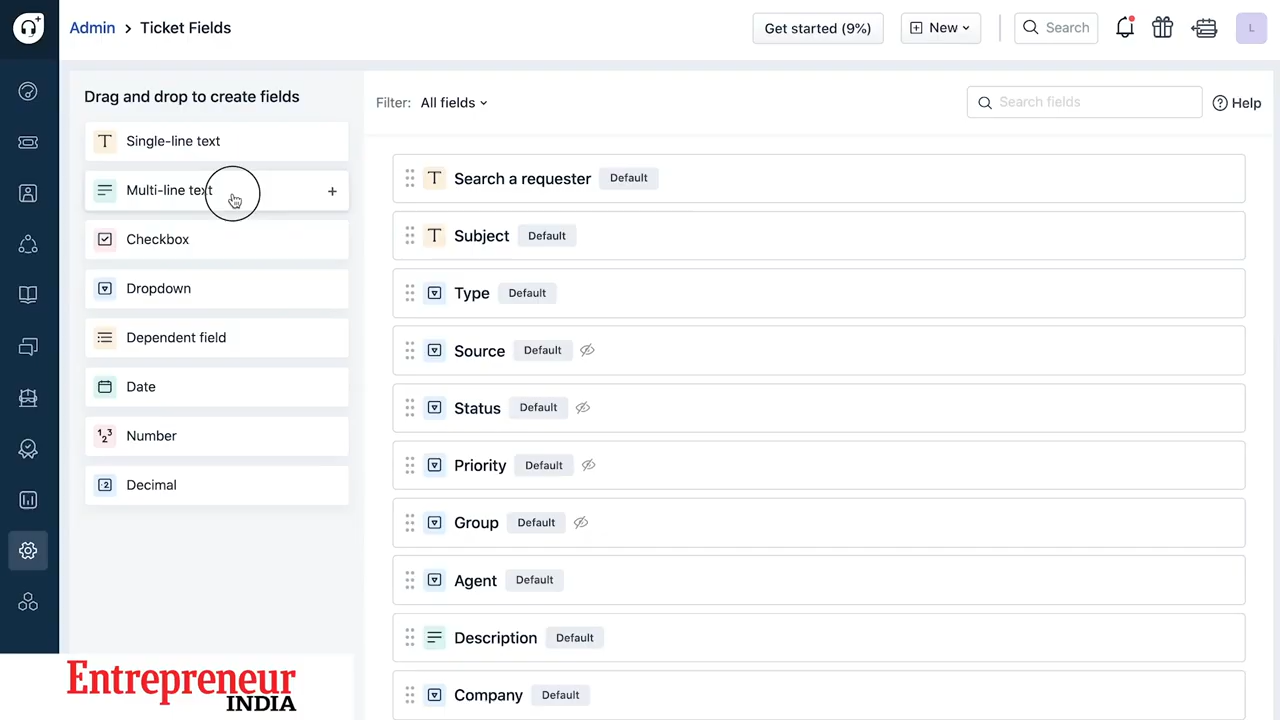 Admin > Ticket Fields
Get started (9%)
New
Search
L
Drag and drop to create fields
Single-line text
Multi-line text
Checkbox
Dropdown
Dependent field
Date
Number
Decimal
Filter: All fields
Search fields
Help
Search a requester Default
Subject Default
Type Default
Source Default
Status Default
Priority Default
Group Default
Agent Default
Description Default
Company Default
Entrepreneur
INDIA